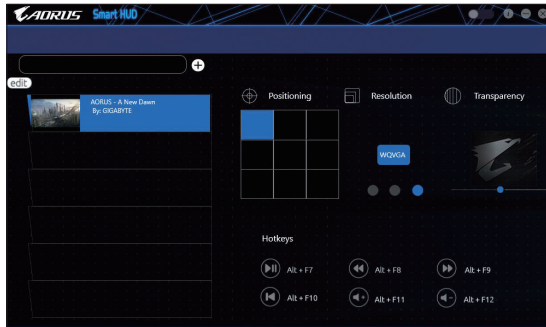 AORUS Smart HUD
edit
AORUS - A New Dawn
By: GIGABYTE
Positioning
Resolution
Transparency
WQVGA
Hotkeys
Alt + F7
Alt + F8
Alt + F9
Alt + F10
Alt + F11
Alt + F12